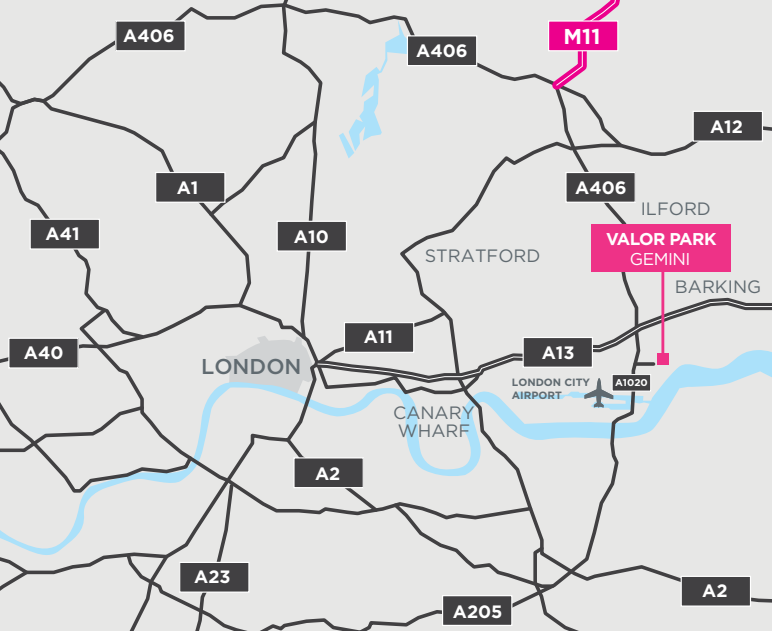 A406
M11
A406
A12
A1
A406
ILFORD
A41
A10
VALOR PARK
GEMINI
STRATFORD
BARKING
A11
A40
A13
LONDON
LONDON CITY
AIRPORT
A1020
CANARY
WHARF
A2
A23
A2
A205